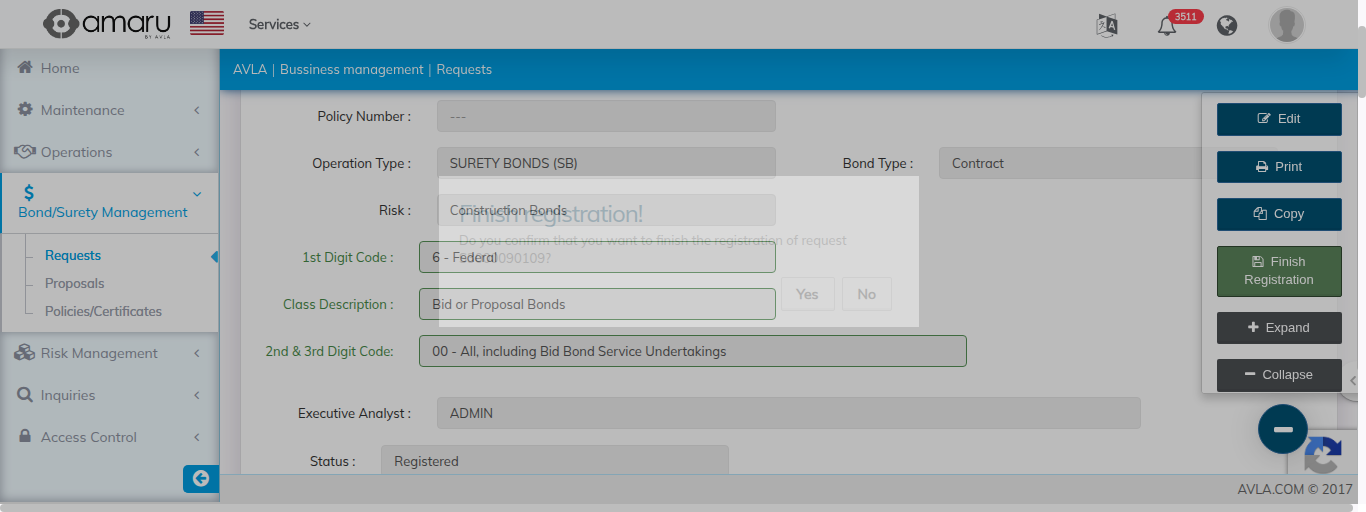 amaru
BY AVLA
Services
3511
Home
Maintenance
Operations
Bond/Surety Management
Requests
Proposals
Policies/Certificates
Risk Management
Inquiries
Access Control
AVLA | Bussiness management | Requests
Policy Number :
---
Operation Type :
SURETY BONDS (SB)
Bond Type :
Contract
Risk :
Construction Bonds
Finish registration!
Do you confirm that you want to finish the registration of request
1st Digit Code :
6 - Federal
Class Description :
Bid or Proposal Bonds
Yes
No
2nd & 3rd Digit Code:
00 - All, including Bid Bond Service Undertakings
Executive Analyst :
ADMIN
Status :
Registered
Edit
Print
Copy
Finish
Registration
Expand
Collapse
AVLA.COM © 2017